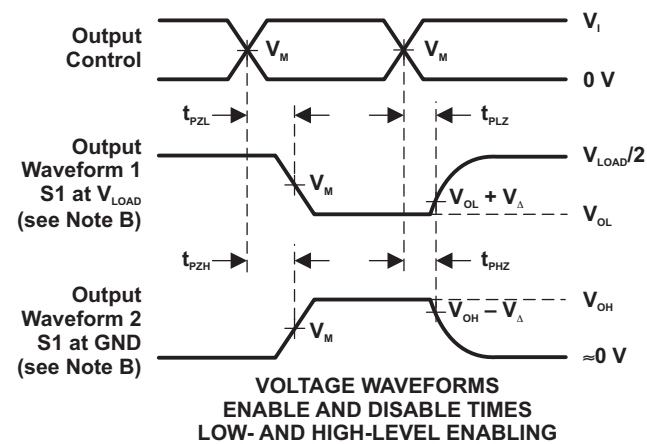 Output
Control
V_M
V_M
V_I
0 V
t_PZL
t_PLZ
Output
Waveform 1
S1 at V_LOAD
(see Note B)
V_M
V_OL + V_Δ
V_LOAD/2
V_OL
t_PZH
t_PHZ
Output
Waveform 2
S1 at GND
(see Note B)
V_M
V_OH – V_Δ
V_OH
≈0 V
VOLTAGE WAVEFORMS
ENABLE AND DISABLE TIMES
LOW- AND HIGH-LEVEL ENABLING